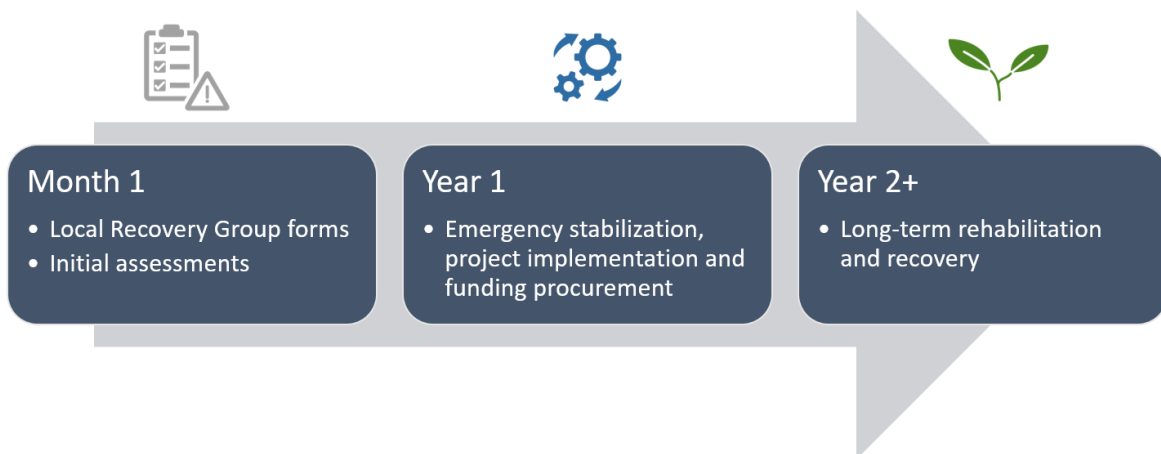 Month 1
• Local Recovery Group forms
• Initial assessments
Year 1
• Emergency stabilization,
project implementation and
funding procurement
Year 2+
• Long-term rehabilitation
and recovery